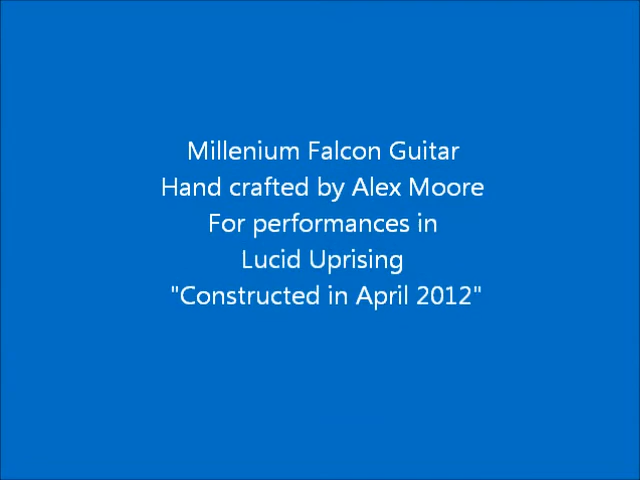 Millenium Falcon Guitar
Hand crafted by Alex Moore
For performances in
Lucid Uprising
"Constructed in April 2012"